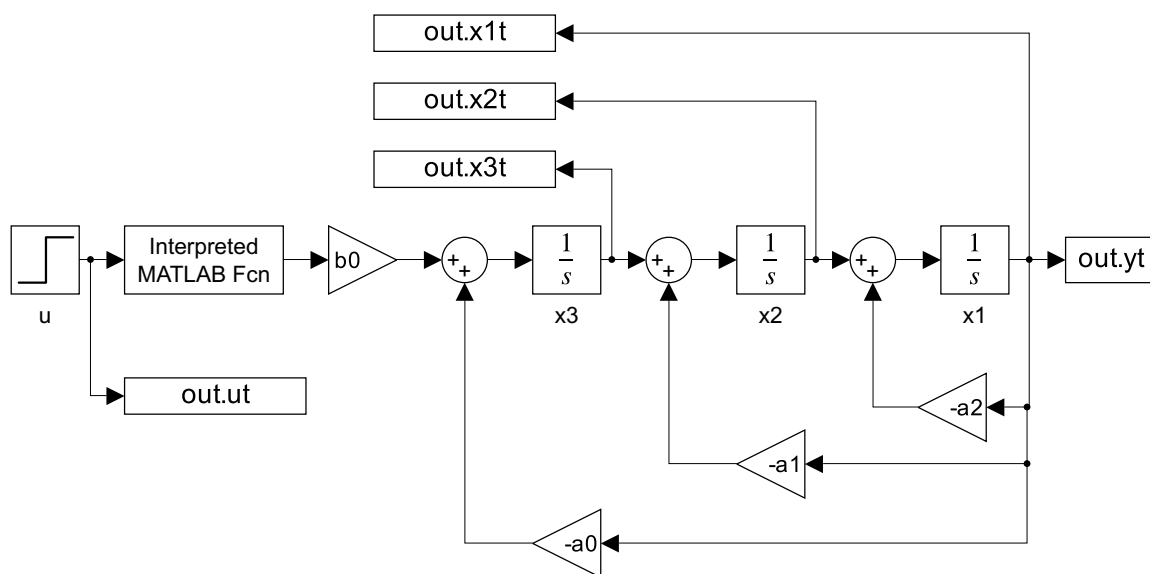 out.x1t
out.x2t
out.x3t
Interpreted
MATLAB Fcn
b0
+
+
1
s
+
+
1
s
+
+
1
s
out.yt
u
x3
x2
x1
out.ut
-a2
-a1
-a0